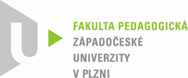 FAKULTA PEDAGOGICKÁ
ZÁPADOČESKÉ
UNIVERZITY
V PLZNI